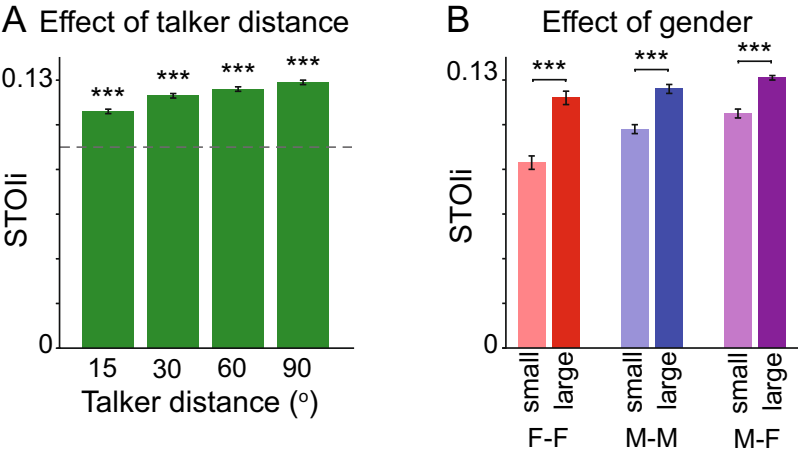 A Effect of talker distance
0.13
*** *** *** ***
STOIi
0
15 30 60 90
Talker distance (°)
B Effect of gender
0.13
*** *** ***
STOIi
0
small large small large small large
F-F M-M M-F